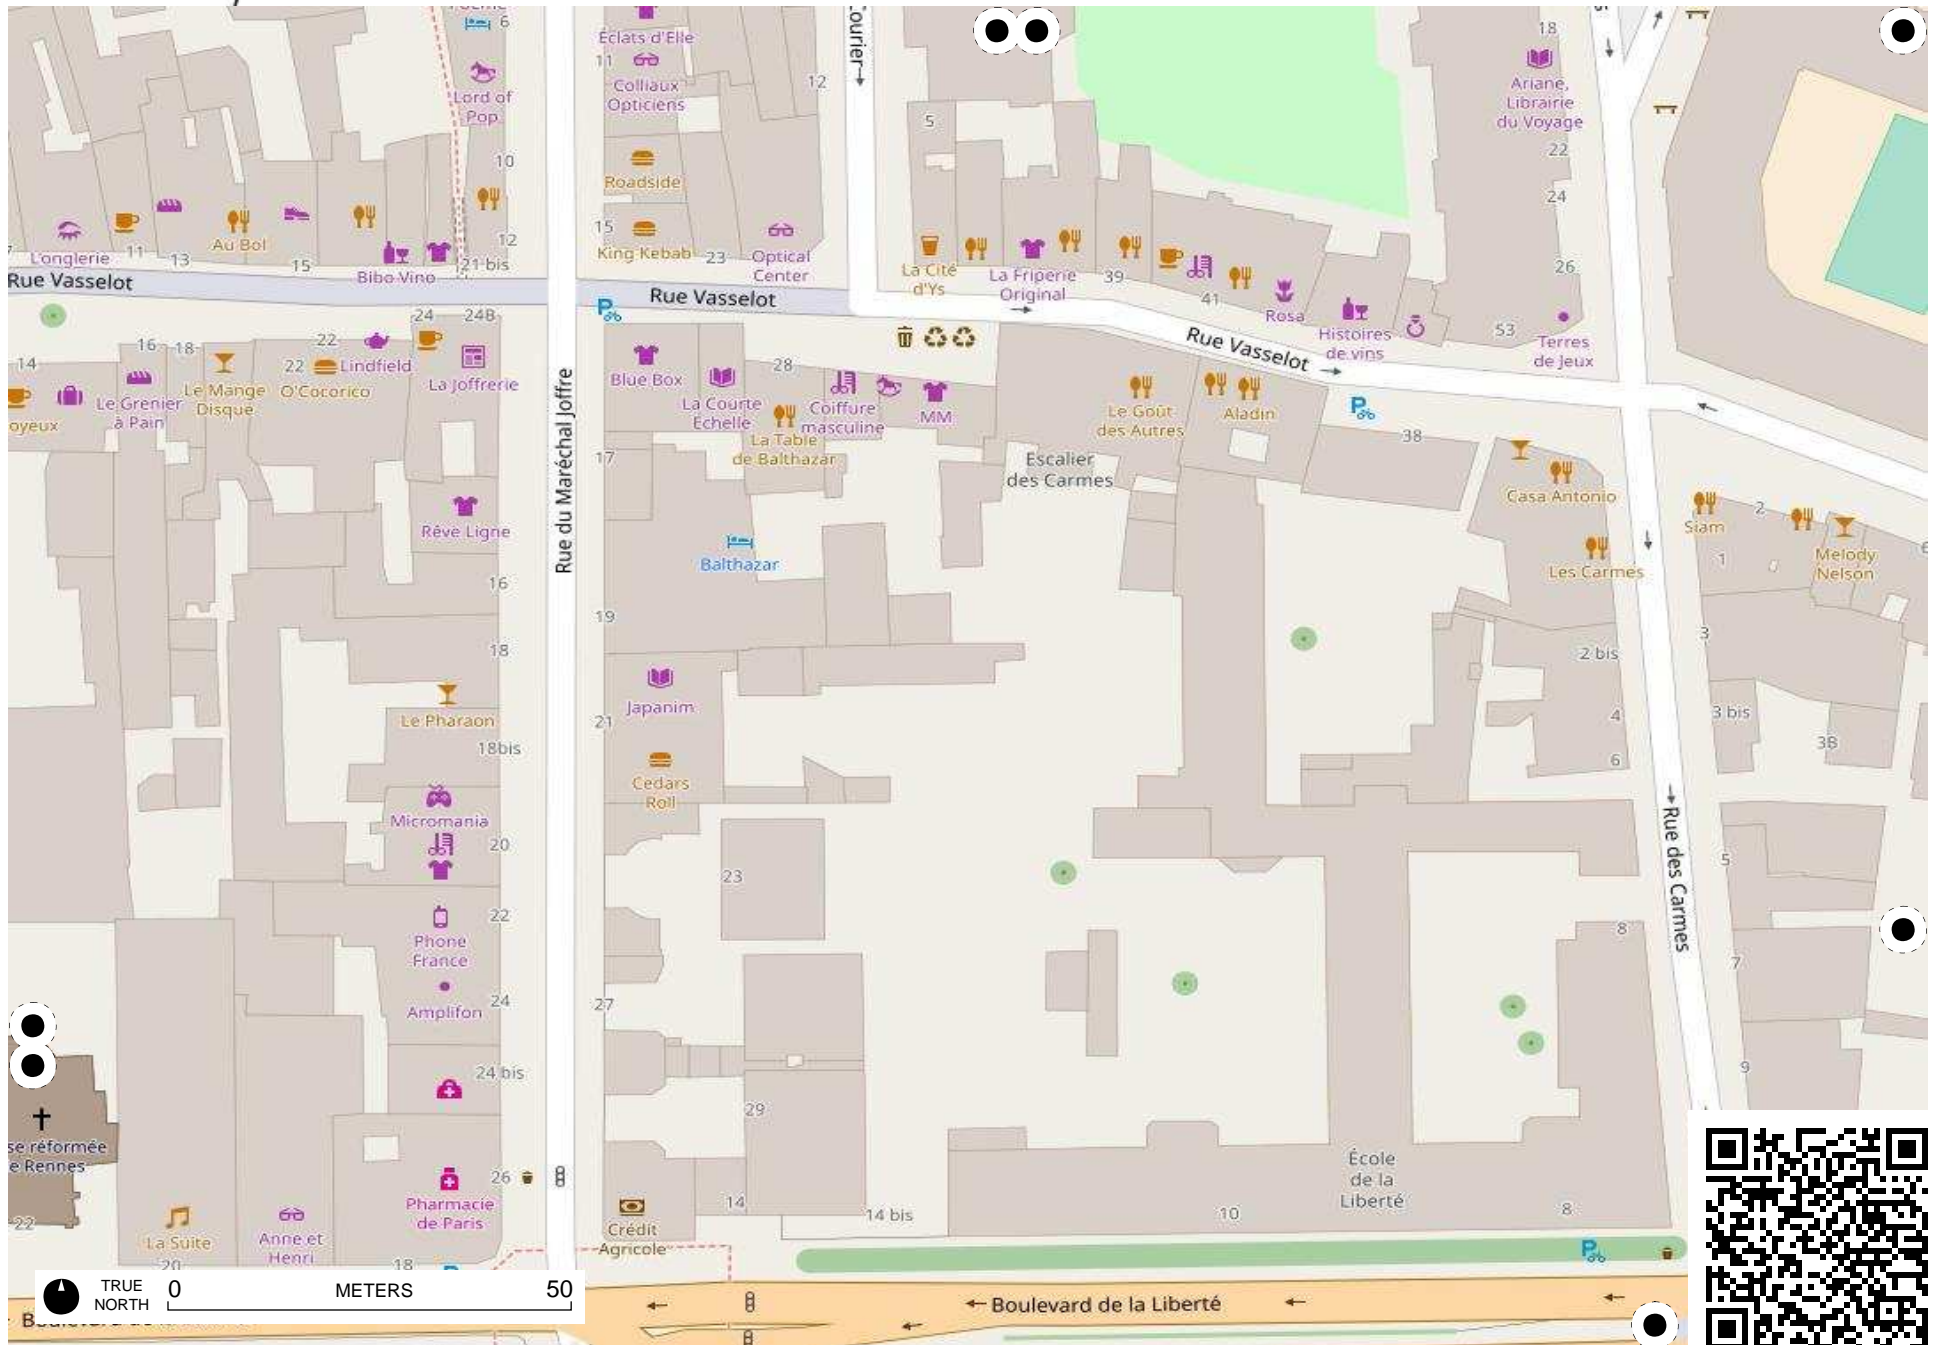 6
Éclats d'Elle
11
Colliaux
Opticiens
12
18
Ariane,
Librairie
du Voyage
22
24
26
Lord of
Pop
10
12
5
Roadside
15
King Kebab
23
Optical
Center
La Cité
d'Ys
La Friperie
Original
39
41
Rosa
Histoires
de vins
53
Terres
de Jeux
L'onglerie
11
13
Au Bol
15
Bibo Vino
21 bis
Rue Vasselot
Rue Vasselot
Rue Vasselot
14
16
18
22
22
24
24B
Lindfield
La Joffrerie
Le Grenier
à Pain
Le Mange
Disque
O'Cocorico
oyeux
Blue Box
La Courte
Echelle
28
Coiffure
masculine
MM
La Table
de Balthazar
Le Goût
des Autres
Aladin
38
Escalier
des Carmes
Casa Antonio
Les Carmes
Siam
2
1
Melody
Nelson
6
Rêve Ligne
Rue du Maréchal Joffre
17
Balthazar
16
19
18
2 bis
3
Le Pharaon
18bis
Japanim
21
Cedars
Roll
4
3 bis
3B
6
Micromania
20
23
5
Rue des Carmes
22
Phone
France
24
Amplifon
27
8
7
24 bis
29
9
se réformée
e Rennes
22
26
Pharmacie
de Paris
La Suite
20
Anne et
Henri
18
Crédit
Agricole
14
14 bis
10
École
de la
Liberté
8
TRUE
NORTH
0
METERS
50
Boulevard de la Liberté